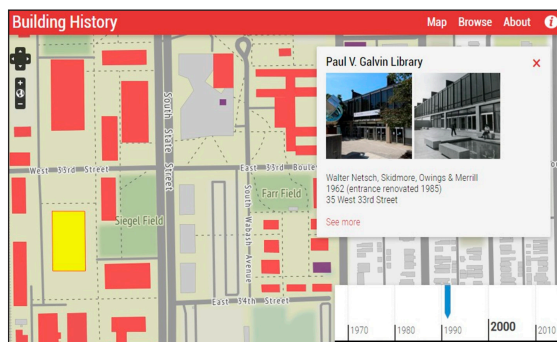 Building History
Map Browse About
Paul V. Galvin Library
Walter Netsch, Skidmore, Owings & Merrill
1962 (entrance renovated 1985)
35 West 33rd Street
See more
South State Street
West 33rd Street
East 33rd Boule
Farr Field
Siegel Field
South Wabash Avenue
East 34th Street
1970 1980 1990 2000 2010